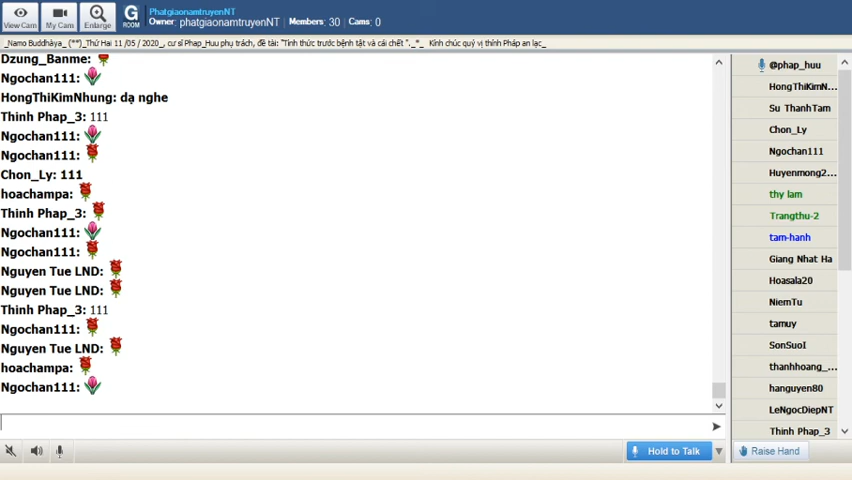 View Cam
My Cam
Enlarge
G ROOM
PhatgiaonamtruyenNT
Owner: phatgiaonamtruyenNT Members: 30 Cams: 0
_Namo Buddhàya_ (**)_Thứ Hai 11 /05 / 2020_, cư sĩ Phap_Huu phụ trách, đề tài: "Tỉnh thức trước bệnh tật và cái chết "._*_ Kính chúc quý vị thính Pháp an lạc_
Dzung_Banme:
Ngochan111:
HongThiKimNhung: dạ nghe
Thinh Phap_3: 111
Ngochan111:
Ngochan111:
Chon_Ly: 111
hoachampa:
Thinh Phap_3:
Ngochan111:
Ngochan111:
Nguyen Tue LND:
Nguyen Tue LND:
Thinh Phap_3: 111
Ngochan111:
Nguyen Tue LND:
hoachampa:
Ngochan111:
@phap_huu
HongThiKimN...
Su ThanhTam
Chon_Ly
Ngochan111
Huyenmong2...
thy lam
Trangthu-2
tam-hanh
Giang Nhat Ha
Hoasala20
NiemTu
tamuy
SonSuoI
thanhhoang_...
hanguyen80
LeNgocDiepNT
Thinh Phap_3
Hold to Talk
Raise Hand